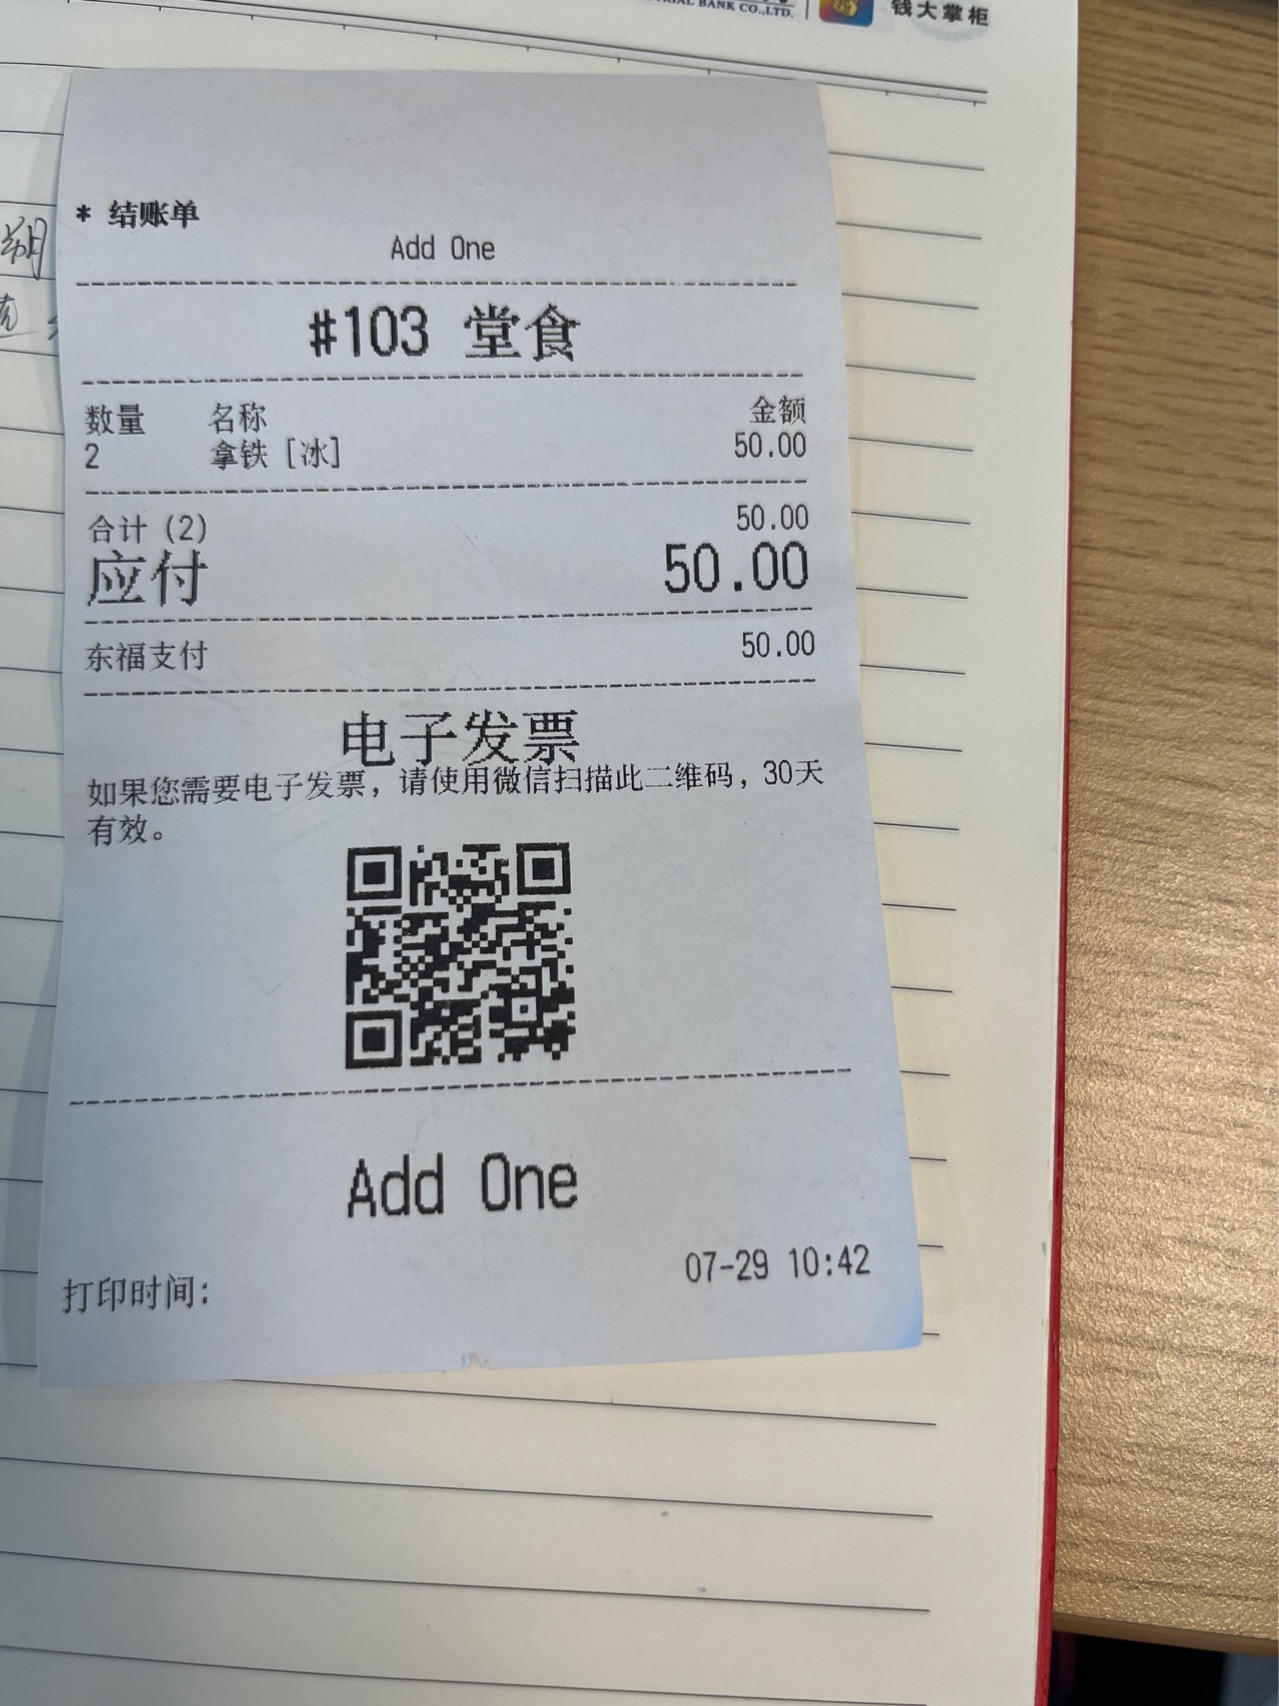 BANK CO.,LTD.
钱大掌柜
* 结账单
Add One
#103 堂食
数量 名称 金额
2 拿铁 [冰] 50.00
合计 (2) 50.00
应付 50.00
东福支付 50.00
电子发票
如果您需要电子发票，请使用微信扫描此二维码，30天
有效。
Add One
打印时间: 07-29 10:42